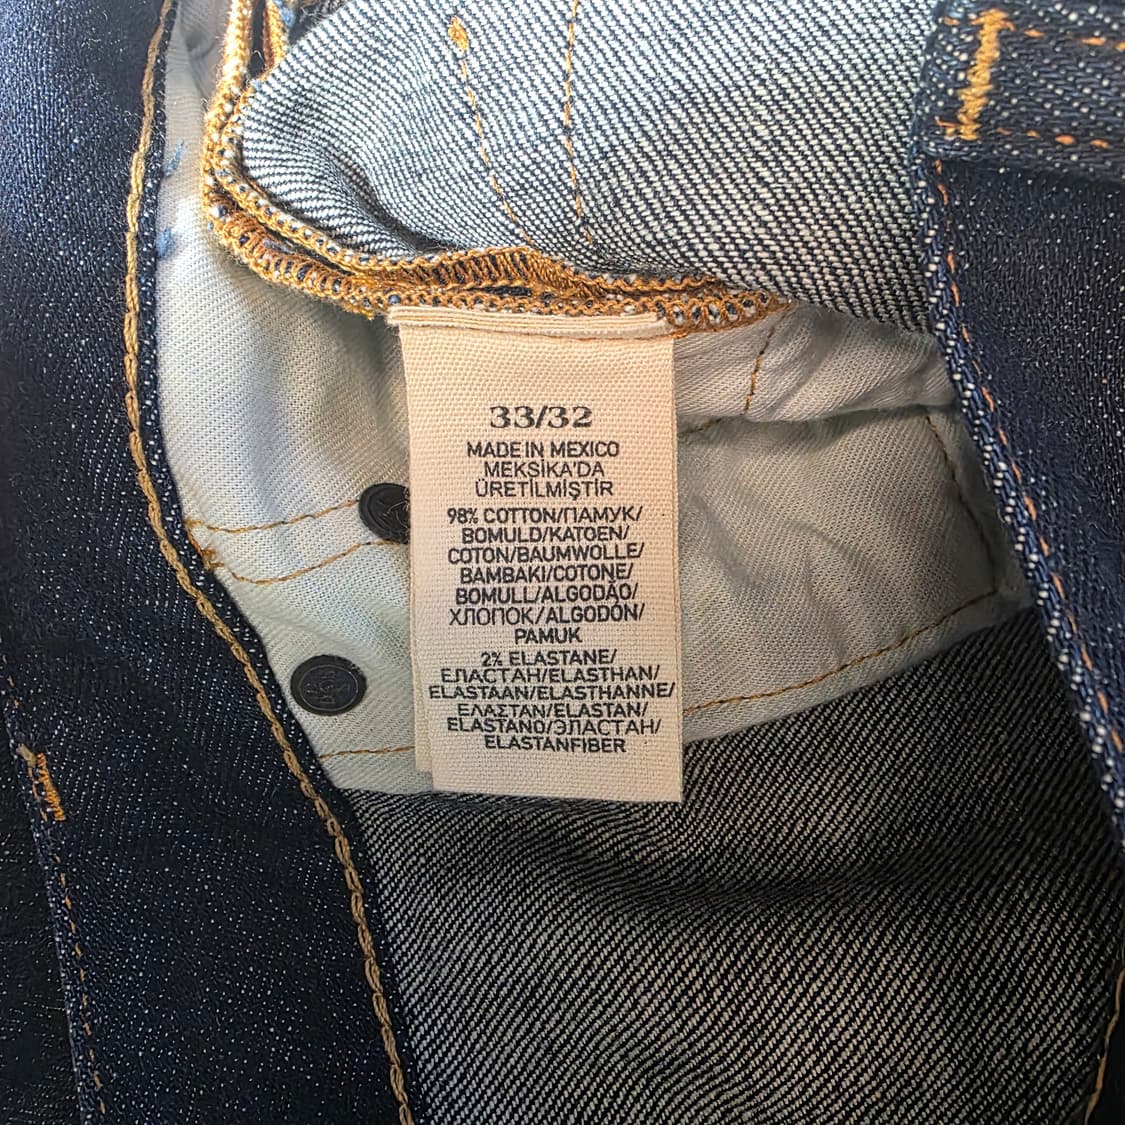 33/32
MADE IN MEXICO
MEKSİKA'DA
ÜRETİLMİŞTİR
98% COTTON/ПАМУК/
BOMULD/KATOEN/
COTON/BAUMWOLLE/
BAMBAKI/COTONE/
BOMULL/ALGODÃO/
ХЛОПОК/ALGODÓN/
PAMUK
2% ELASTANE/
ЕЛАСТАН/ELASTHAN/
ELASTAAN/ELASTHANNE/
ΕΛΑΣΤΑΝ/ELASTAN/
ELASTANO/ЭЛАСТАН/
ELASTANFIBER